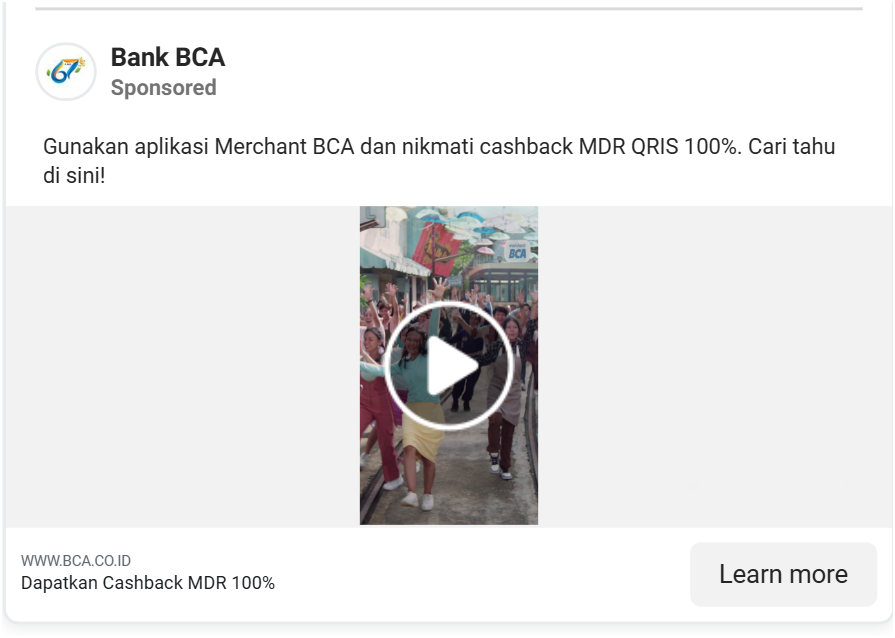 67
Bank BCA
Sponsored
Gunakan aplikasi Merchant BCA dan nikmati cashback MDR QRIS 100%. Cari tahu
di sini!
BCA
WWW.BCA.CO.ID
Dapatkan Cashback MDR 100%
Learn more